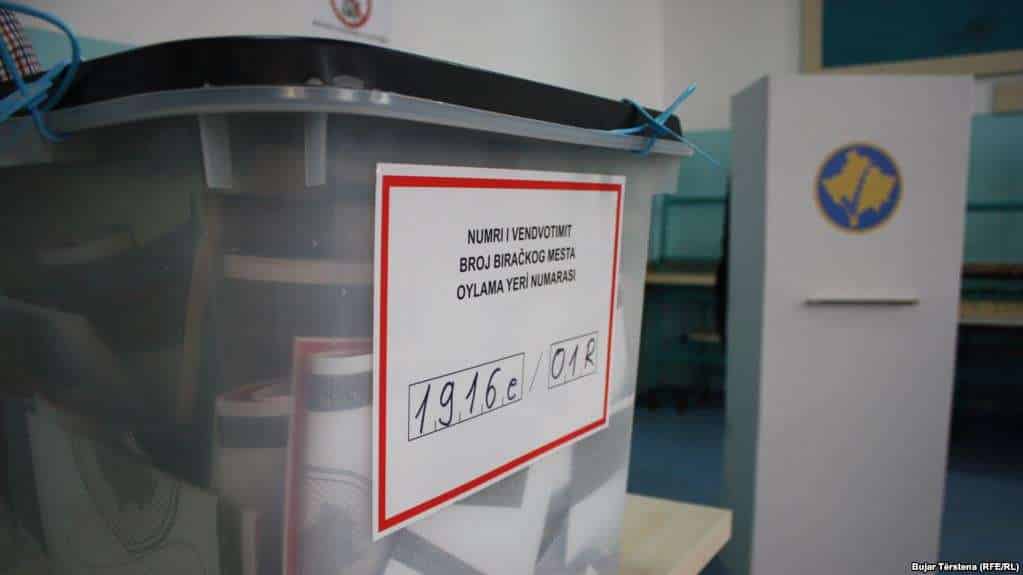 NUMRI I VENDVOTIMIT
BROJ BIRAČKOG MESTA
OYLAMA YERİ NUMARASI
1916e / 01R
Bujar Tërstena (RFE/RL)